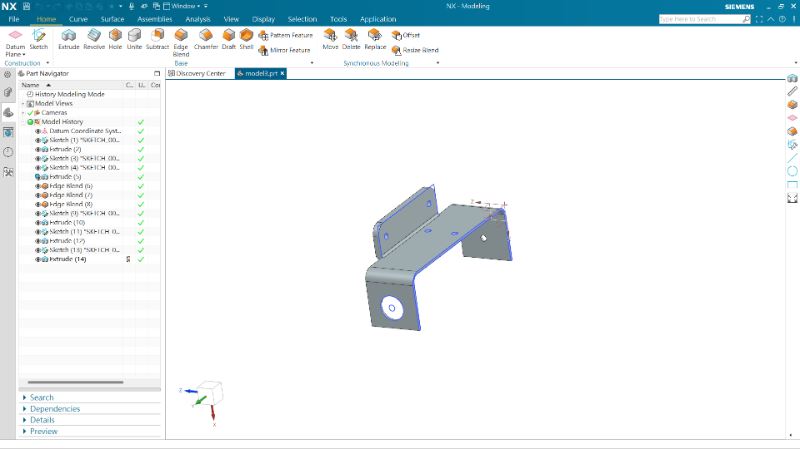 NX
Window
NX - Modeling
SIEMENS
File Home Curve Surface Assemblies Analysis View Display Selection Tools Application
Type here to Search
Datum Plane
Sketch
Extrude
Revolve
Hole
Unite
Subtract
Edge Blend
Chamfer
Draft
Shell
Pattern Feature
Mirror Feature
Move
Delete
Replace
Offset
Resize Blend
Construction
Base
Synchronous Modeling
Part Navigator
Discovery Center
model3.prt
Name C... U... Cor
History Modeling Mode
Model Views
Cameras
Model History
Datum Coordinate Syst...
Sketch (1) "SKETCH_00...
Extrude (2)
Sketch (3) "SKETCH_00...
Sketch (4) "SKETCH_00...
Extrude (5)
Edge Blend (6)
Edge Blend (7)
Edge Blend (8)
Sketch (9) "SKETCH_00...
Extrude (10)
Sketch (11) "SKETCH_0...
Extrude (12)
Sketch (13) "SKETCH_0...
Extrude (14)
Search
Dependencies
Details
Preview
Z
Z
Y
X